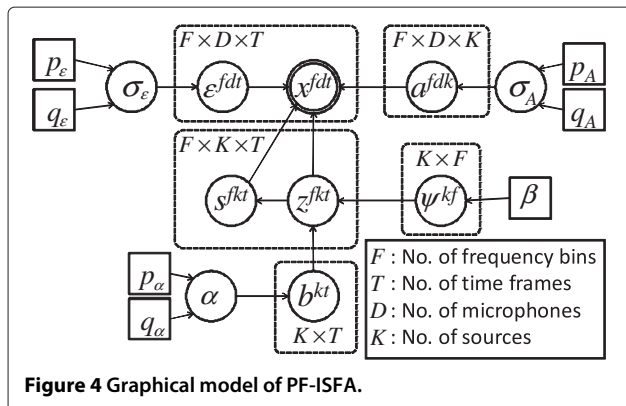 F×D×T
F×D×K
p_ε
σ_ε
ε^{fdt}
x^{fdt}
a^{fdk}
σ_A
p_A
q_ε
q_A
F×K×T
K×F
s^{fkt}
z^{fkt}
ψ^{kf}
β
p_α
α
b^{kt}
q_α
K×T
F : No. of frequency bins
T : No. of time frames
D : No. of microphones
K : No. of sources
Figure 4 Graphical model of PF-ISFA.